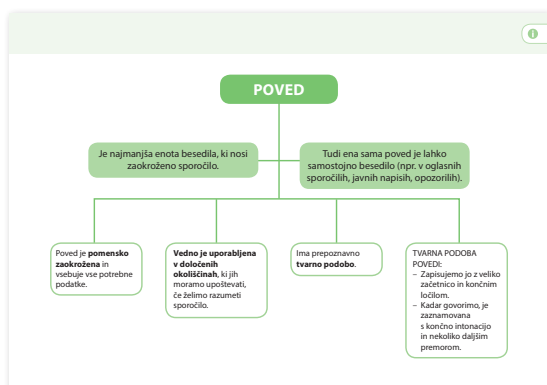 POVED
Je najmanjša enota besedila, ki nosi
zaokroženo sporočilo.
Tudi ena sama poved je lahko
samostojno besedilo (npr. v oglasnih
sporočilih, javnih napisih, opozorilih).
Poved je pomensko
zaokrožena in
vsebuje vse potrebne
podatke.
Vedno je uporabljena
v določenih
okoliščinah, ki jih
moramo upoštevati,
če želimo razumeti
sporočilo.
Ima prepoznavno
tvarno podobo.
TVARNA PODOBA
POVEDI:
– Zapisujemo jo z veliko
začetnico in končnim
ločilom.
– Kadar govorimo, je
zaznamovana
s končno intonacijo
in nekoliko daljšim
premorom.